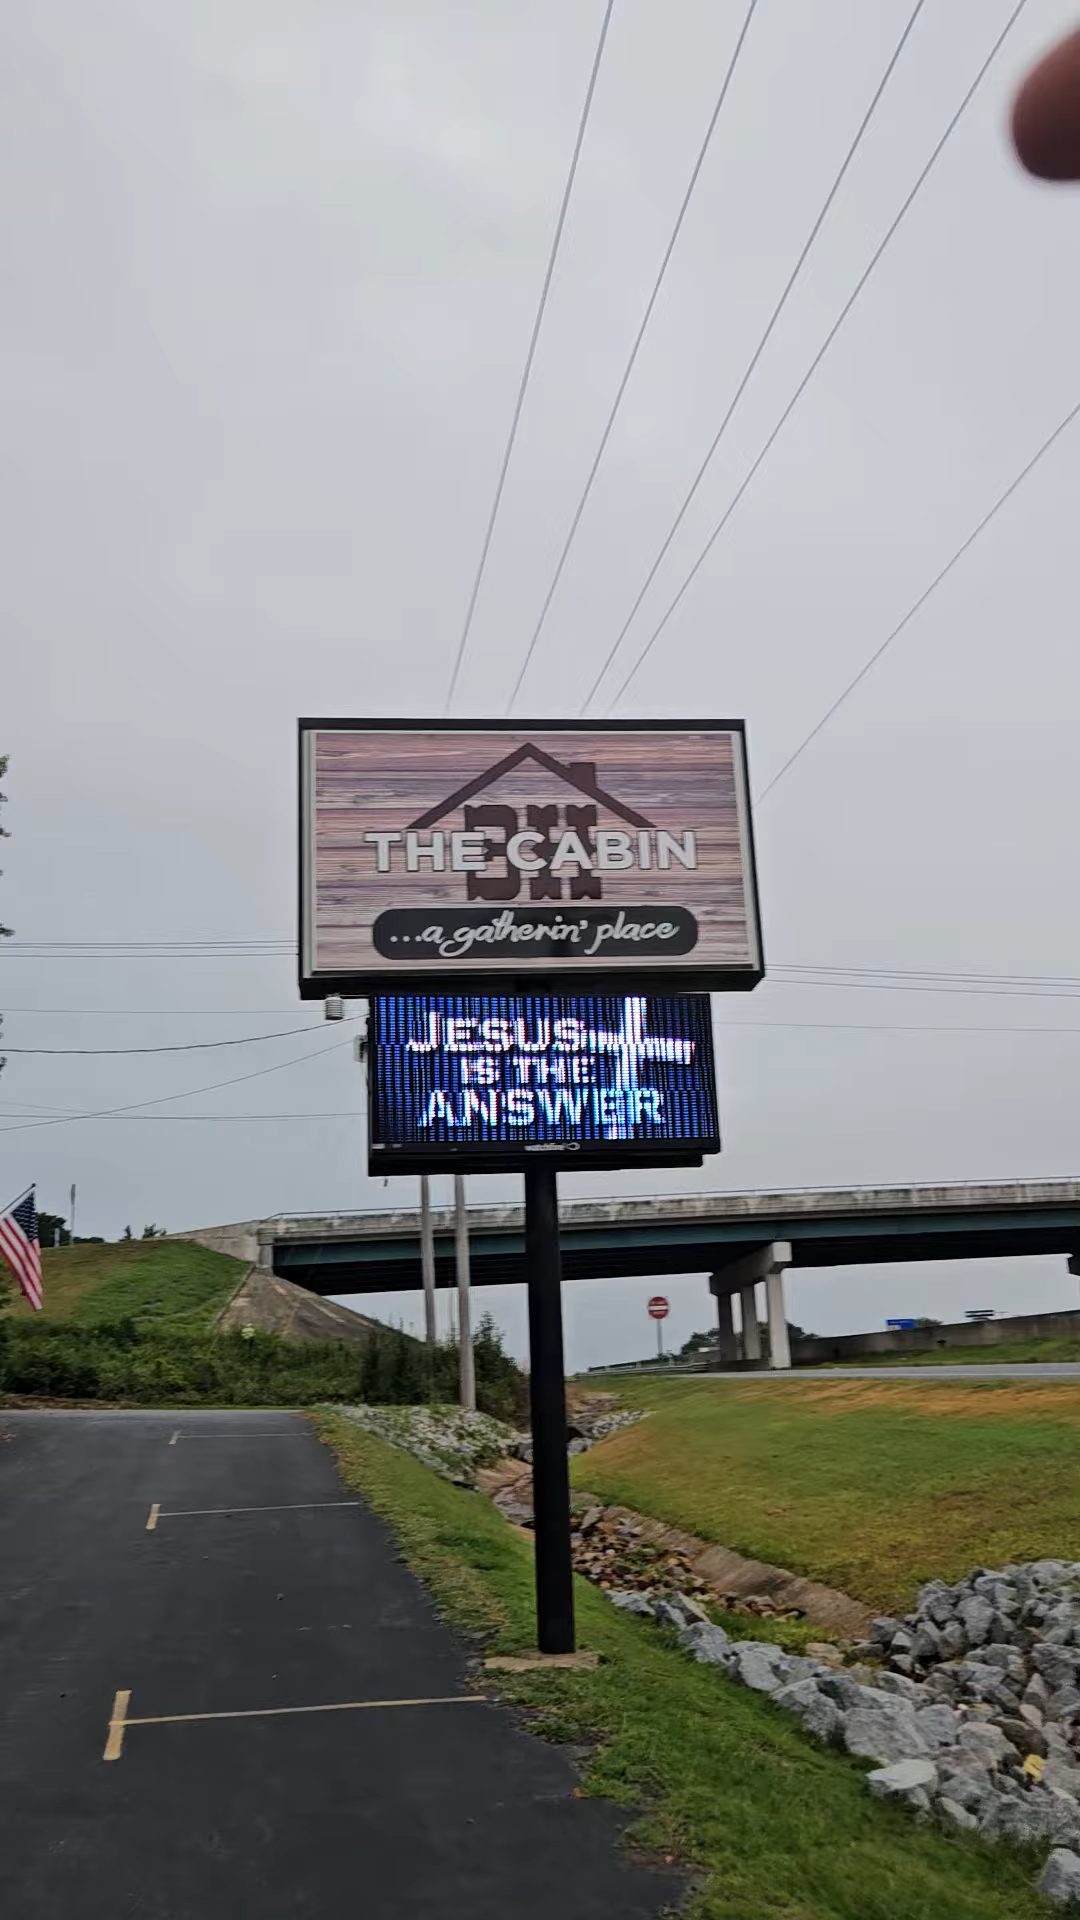 THE CABIN
...a gatherin' place
JESUS
IS THE
ANSWER